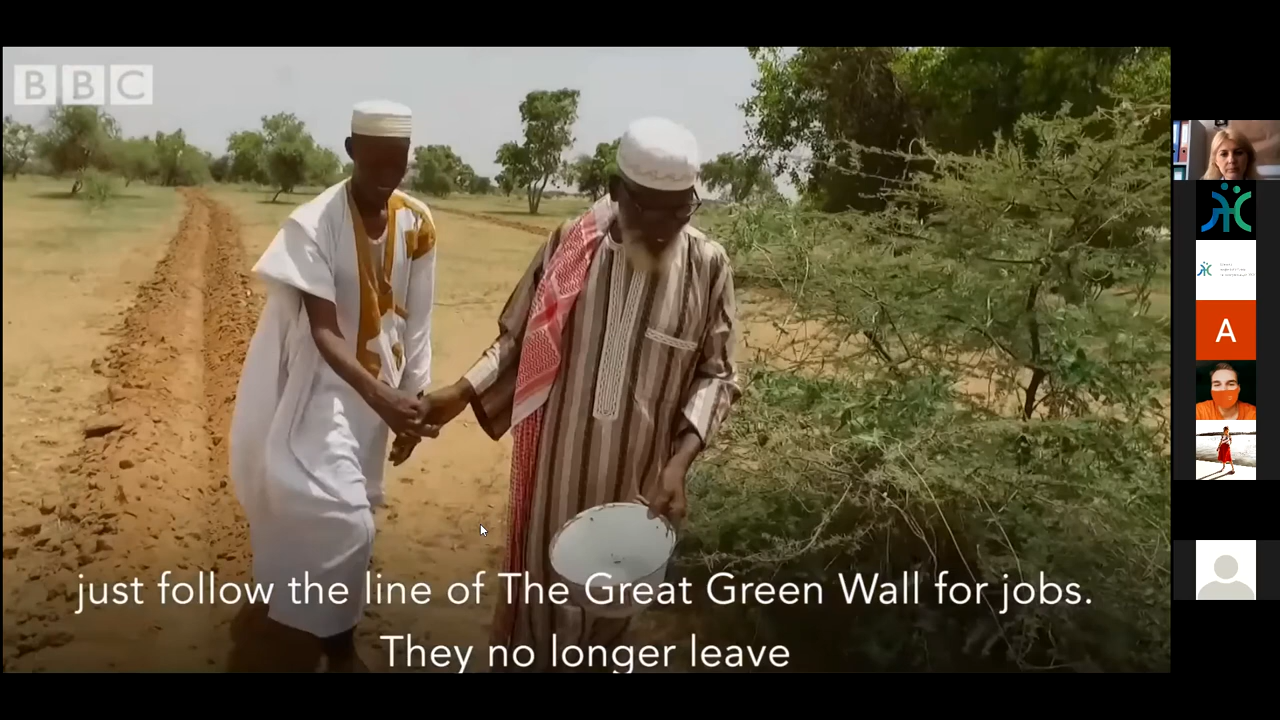 BBC
just follow the line of The Great Green Wall for jobs.
They no longer leave
A